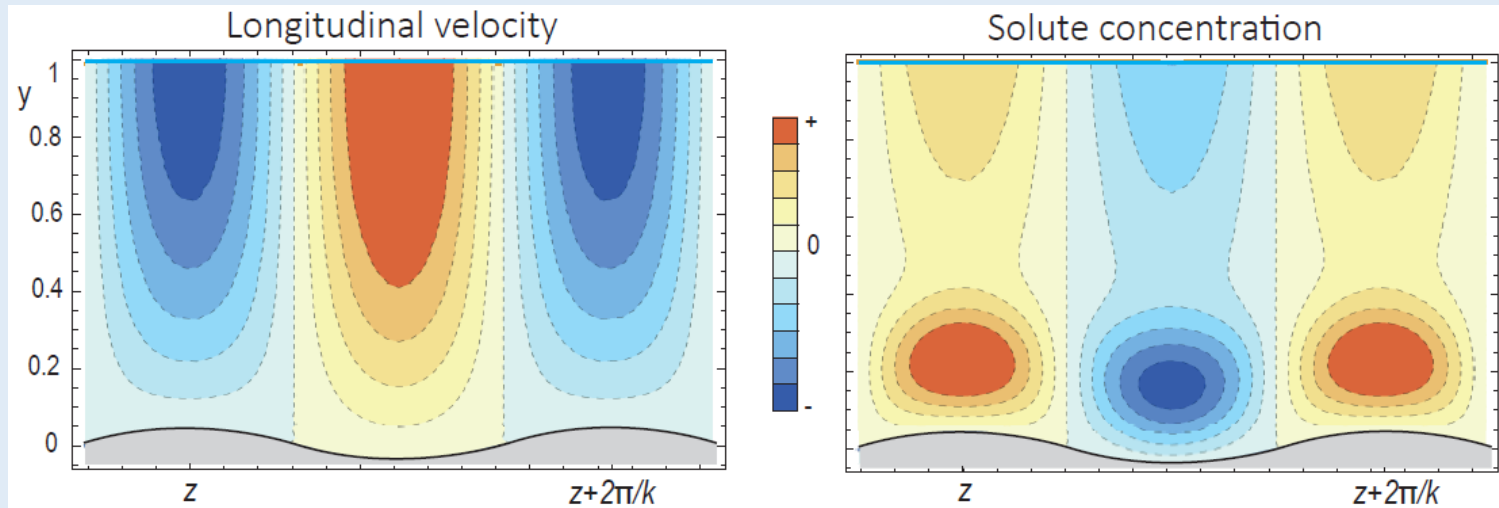 Longitudinal velocity
Solute concentration
y
1
0.8
0.6
0.4
0.2
0
z
z+2π/k
+
0
-
z
z+2π/k